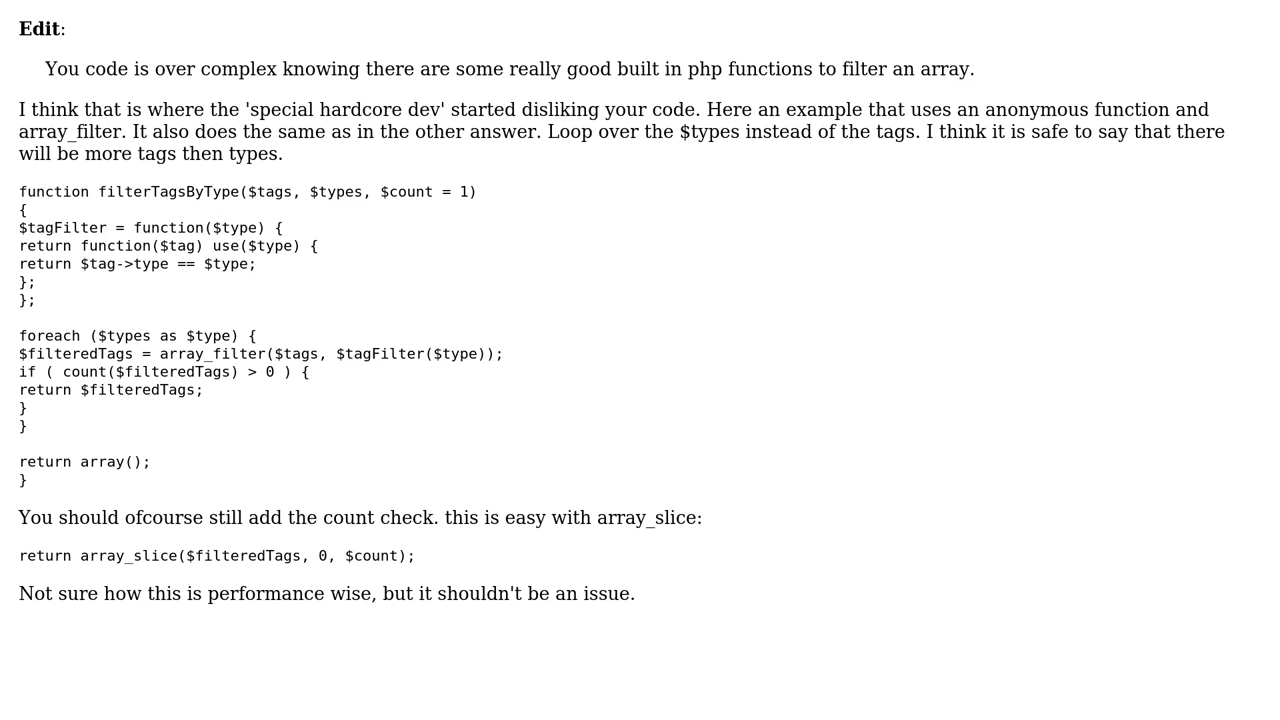 Edit:
You code is over complex knowing there are some really good built in php functions to filter an array.
I think that is where the 'special hardcore dev' started disliking your code. Here an example that uses an anonymous function and
array_filter. It also does the same as in the other answer. Loop over the $types instead of the tags. I think it is safe to say that there
will be more tags then types.
function filterTagsByType($tags, $types, $count = 1)
{
$tagFilter = function($type) {
return function($tag) use($type) {
return $tag->type == $type;
};
};
foreach ($types as $type) {
$filteredTags = array_filter($tags, $tagFilter($type));
if ( count($filteredTags) > 0 ) {
return $filteredTags;
}
}
return array();
}
You should ofcourse still add the count check. this is easy with array_slice:
return array_slice($filteredTags, 0, $count);
Not sure how this is performance wise, but it shouldn't be an issue.